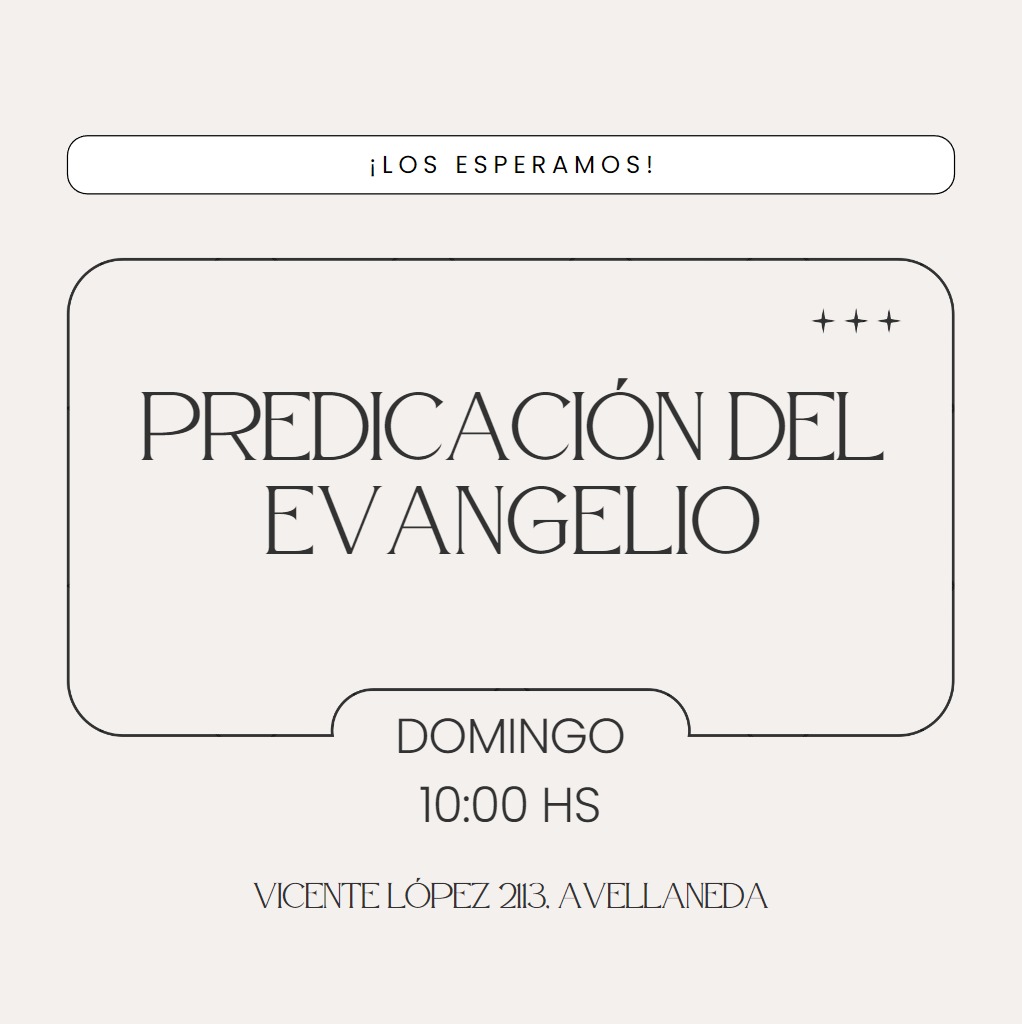 ¡LOS ESPERAMOS!
PREDICACIÓN DEL
EVANGELIO
DOMINGO
10:00 HS
VICENTE LÓPEZ 2113, AVELLANEDA